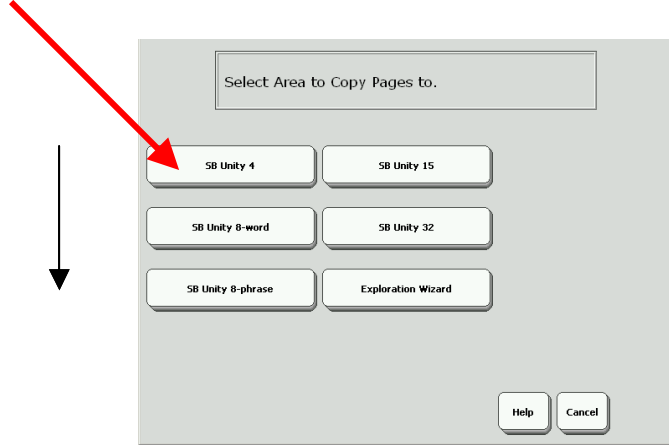 Select Area to Copy Pages to.
SB Unity 4
SB Unity 15
SB Unity 8-word
SB Unity 32
SB Unity 8-phrase
Exploration Wizard
Help
Cancel